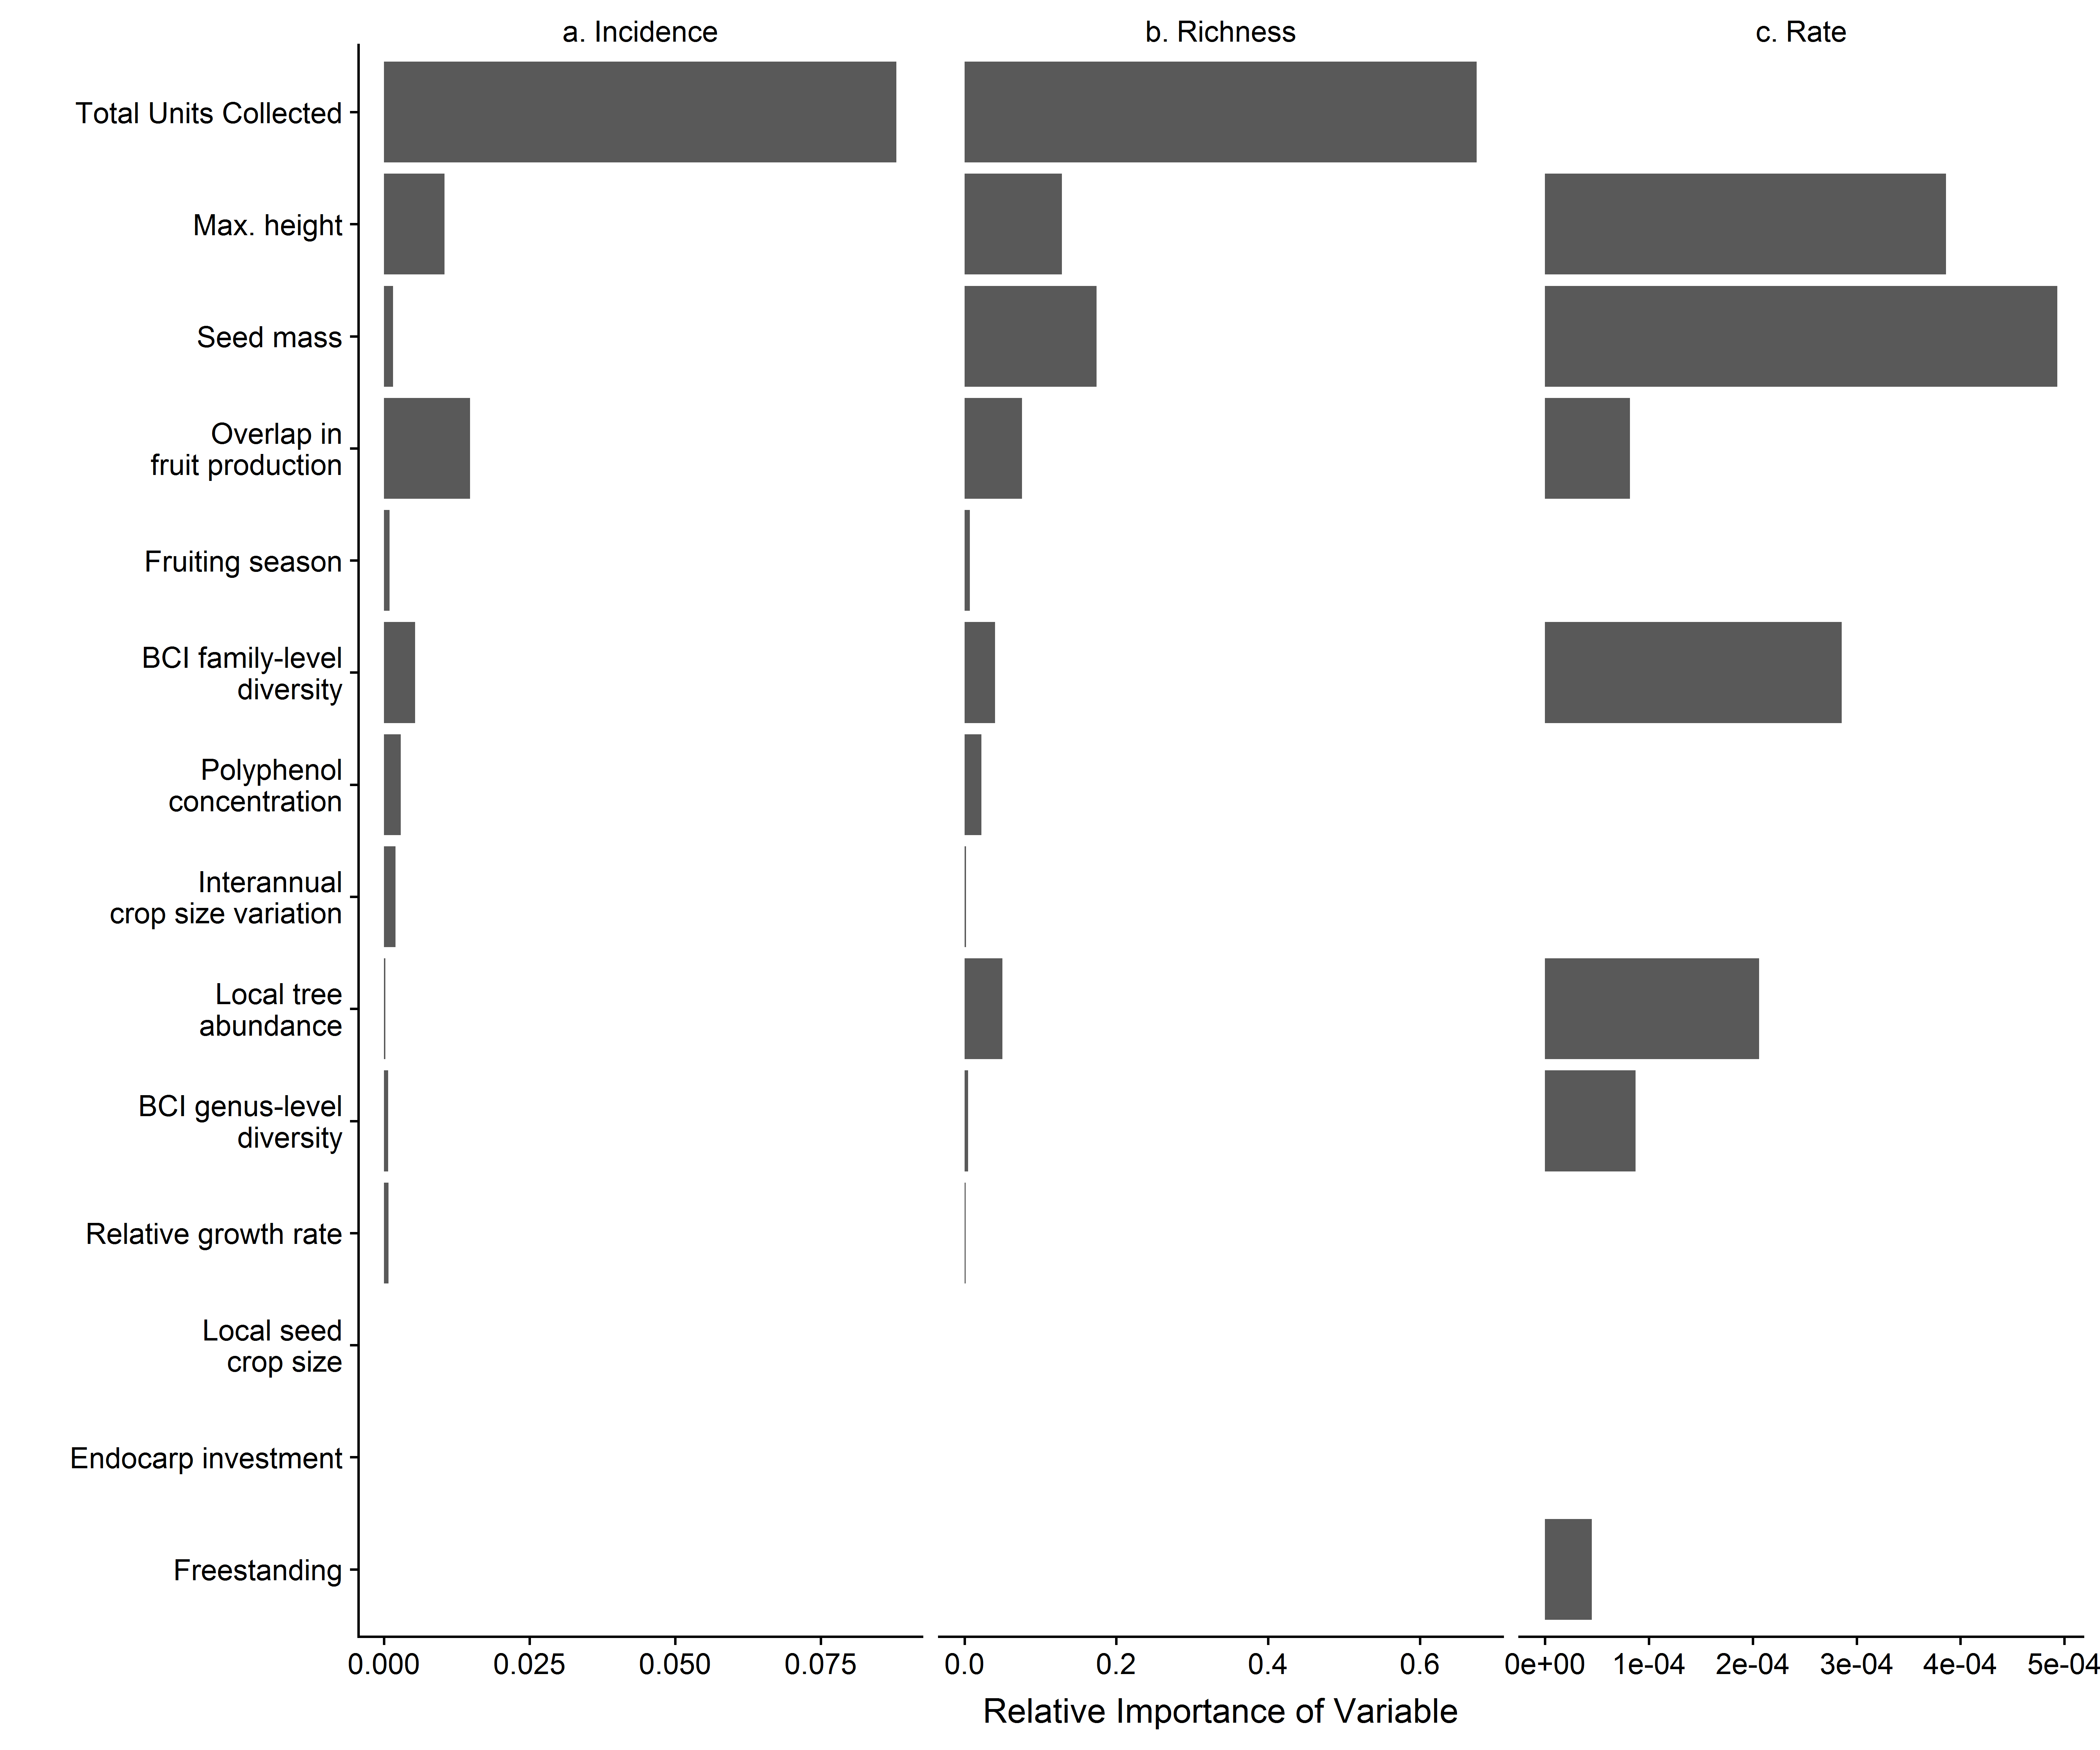 a. Incidence
b. Richness
c. Rate
Total Units Collected
Max. height
Seed mass
Overlap in
fruit production
Fruiting season
BCI family-level
diversity
Polyphenol
concentration
Interannual
crop size variation
Local tree
abundance
BCI genus-level
diversity
Relative growth rate
Local seed
crop size
Endocarp investment
Freestanding
0.000 0.025 0.050 0.075
0.0 0.2 0.4 0.6
0e+00 1e-04 2e-04 3e-04 4e-04 5e-04
Relative Importance of Variable